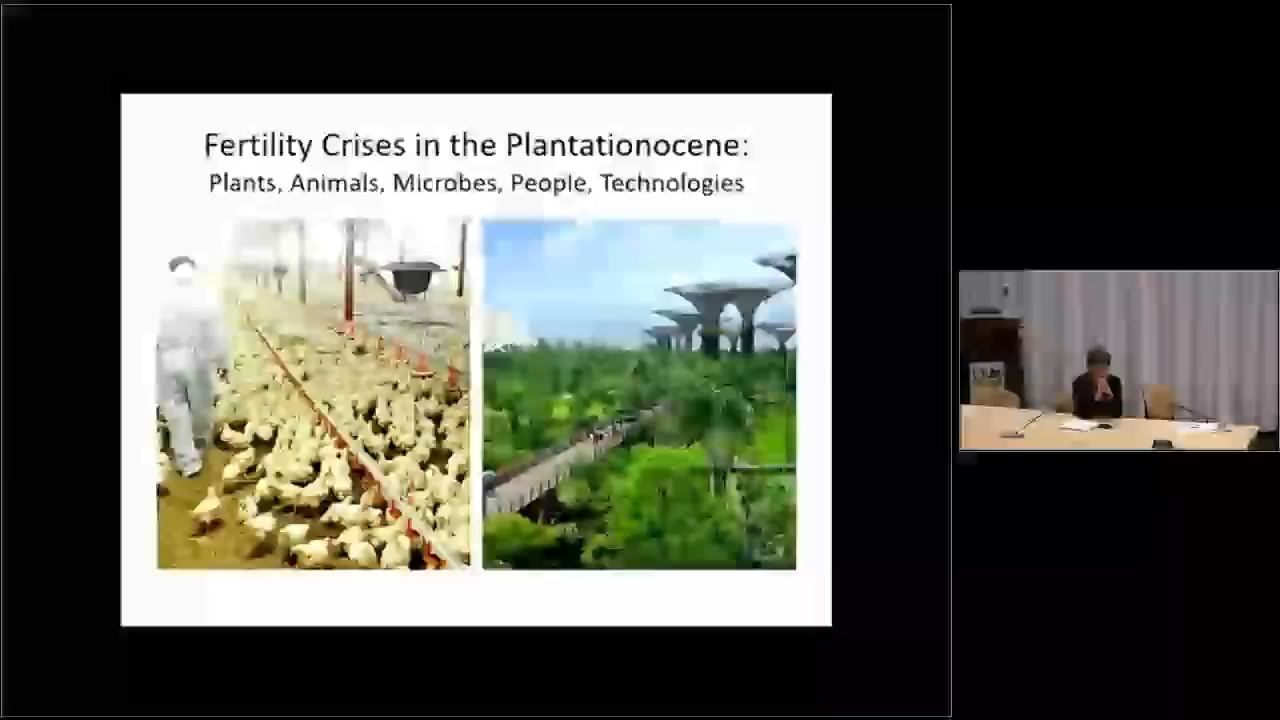 Fertility Crises in the Plantationocene:
Plants, Animals, Microbes, People, Technologies